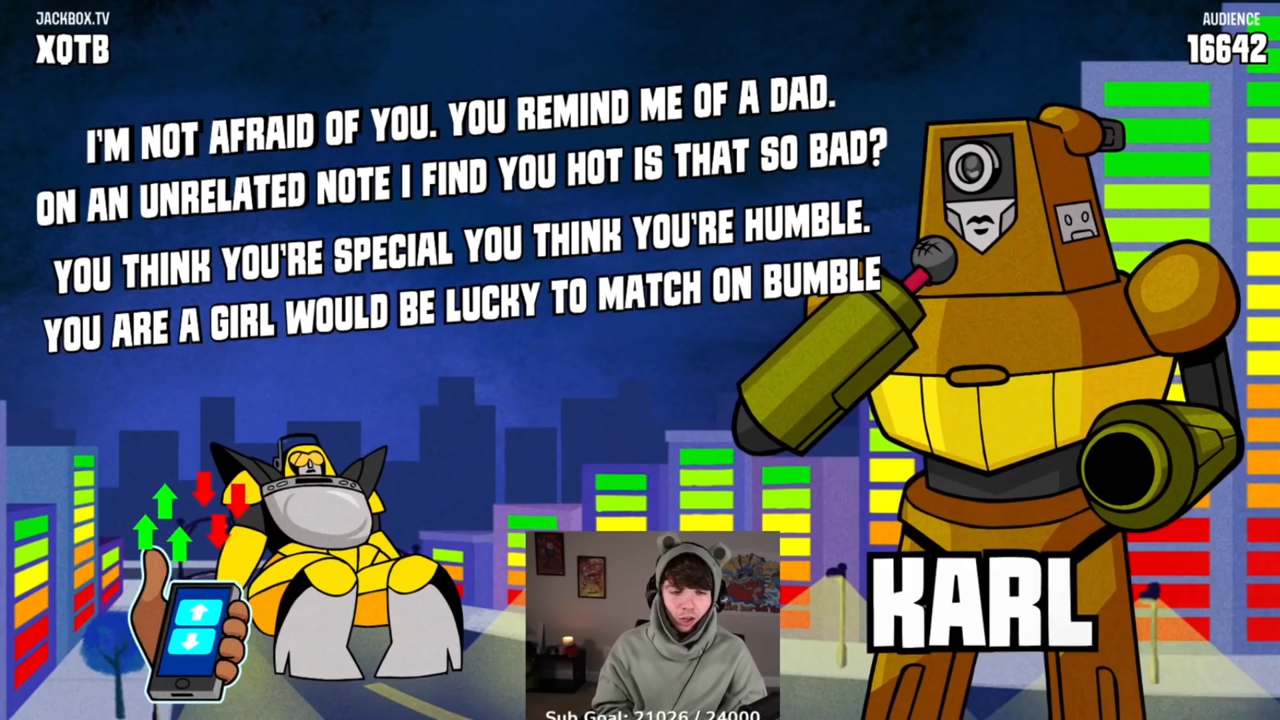 JACKBOX.TV
XQTB
AUDIENCE
16642
I'M NOT AFRAID OF YOU. YOU REMIND ME OF A DAD.
ON AN UNRELATED NOTE I FIND YOU HOT IS THAT SO BAD?
YOU THINK YOU'RE SPECIAL YOU THINK YOU'RE HUMBLE.
YOU ARE A GIRL WOULD BE LUCKY TO MATCH ON BUMBLE
KARL
Sub Goal: 21026 / 24000